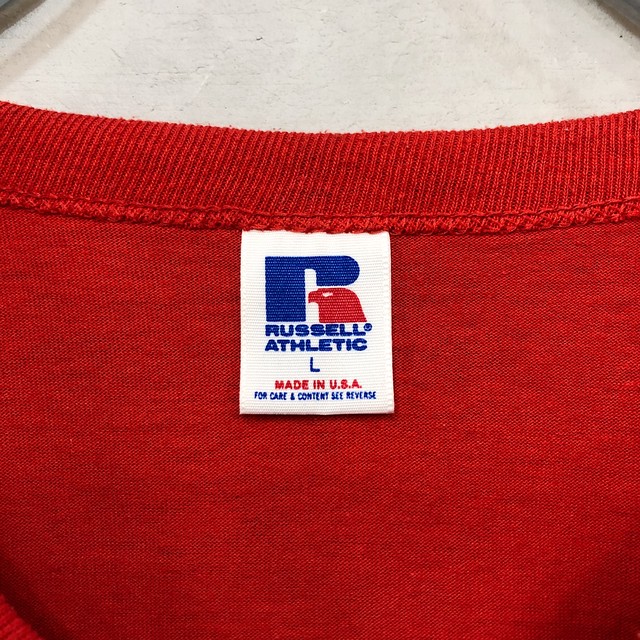 RUSSELL®
ATHLETIC
L
MADE IN U.S.A.
FOR CARE & CONTENT SEE REVERSE